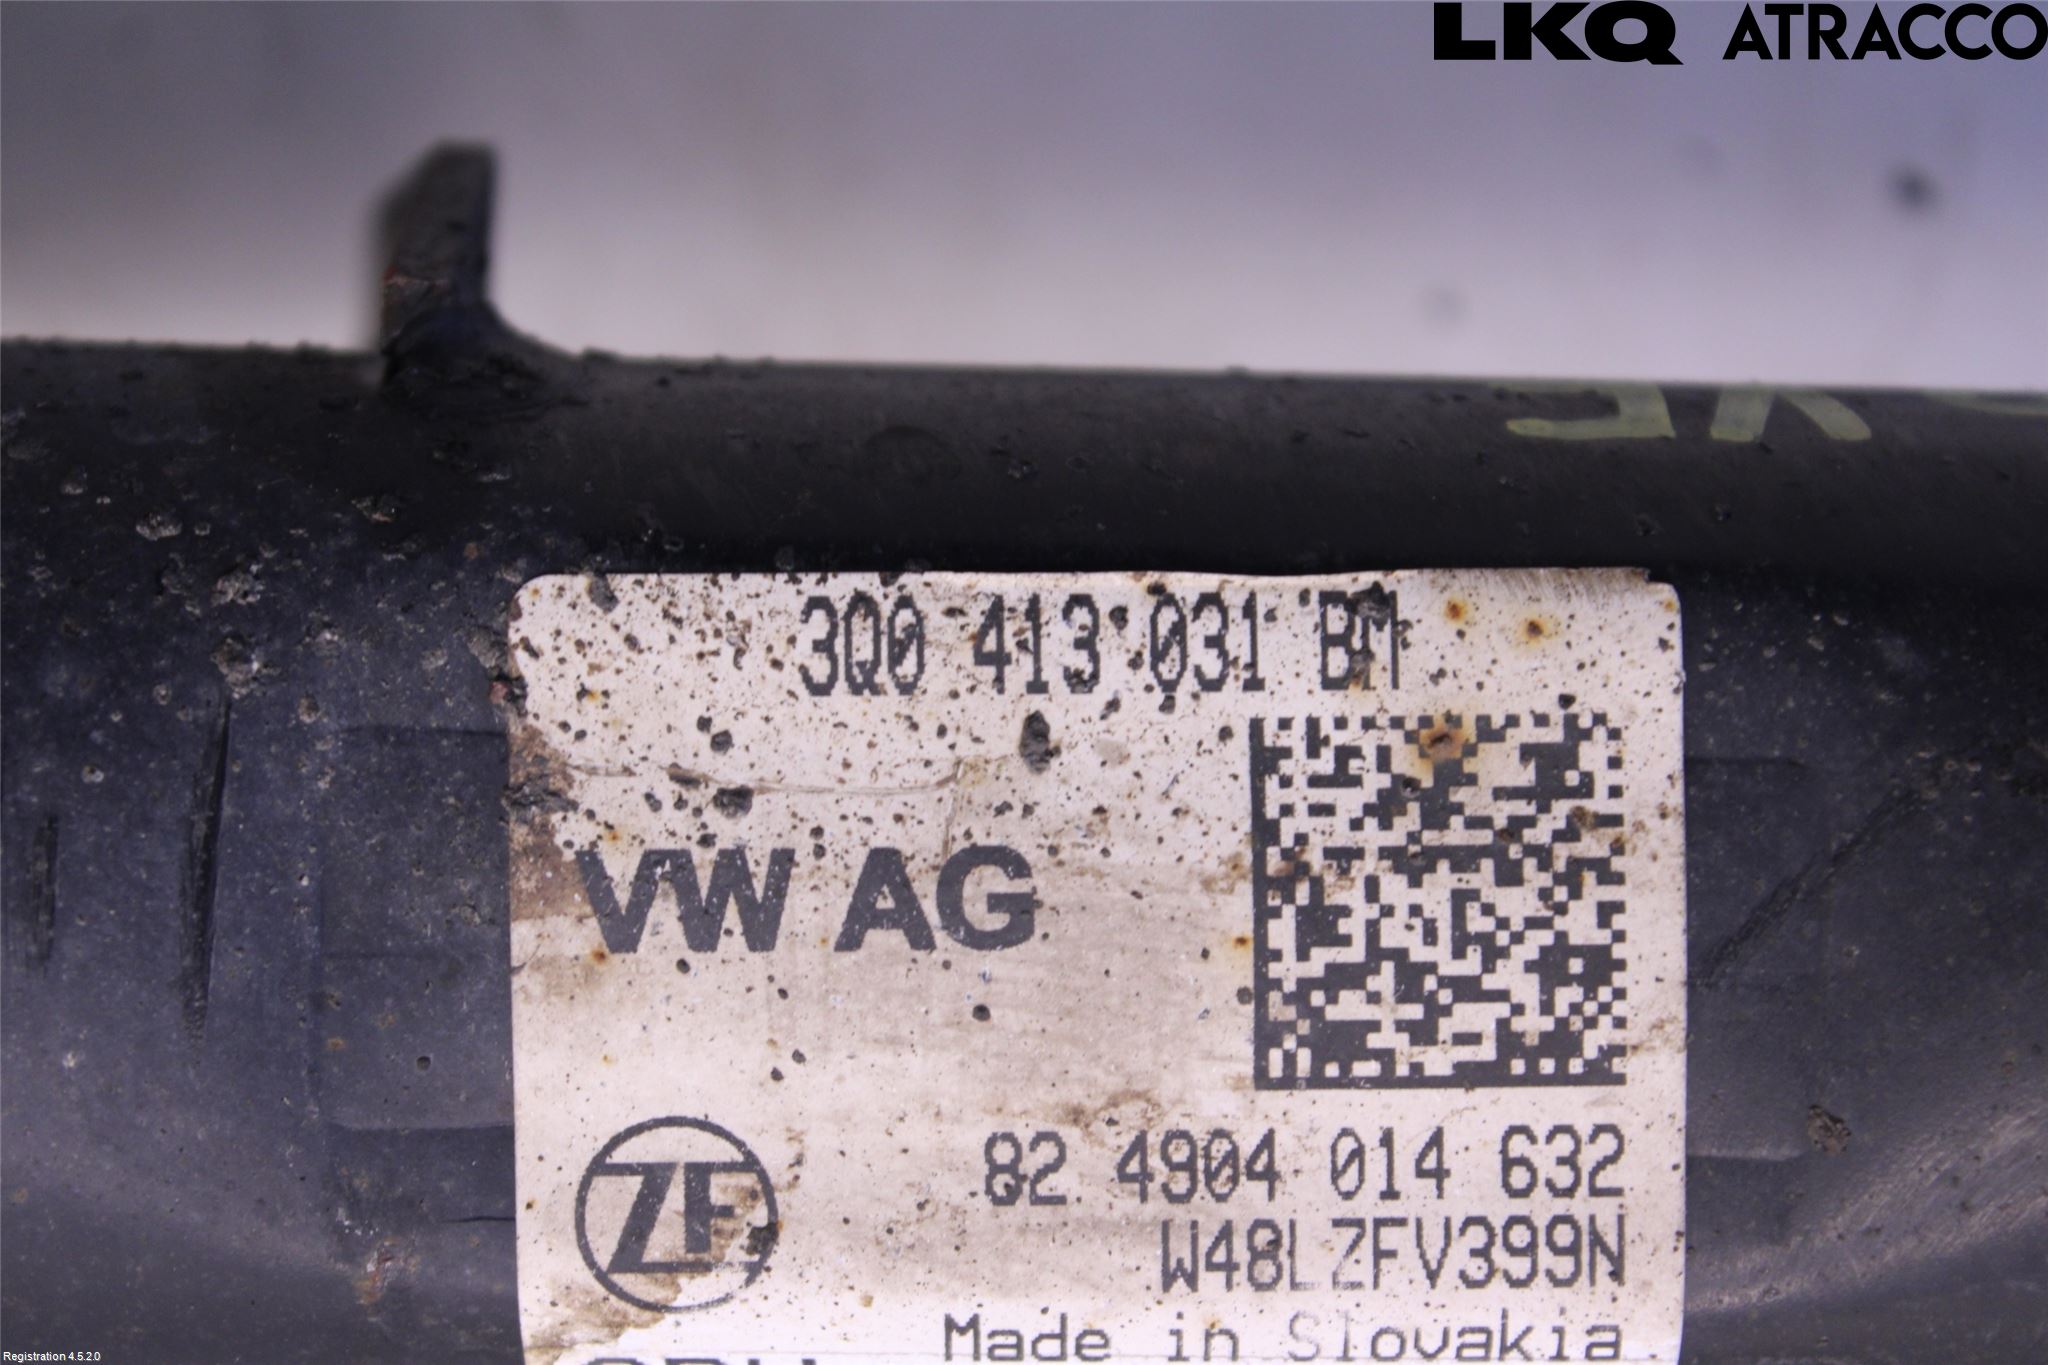 LKQ ATRACCO
3Q0 413 031 BM
VW AG
ZF
82 4904 014 632
W48LZFV399N
Made in Slovakia
Registration 4.5.2.0